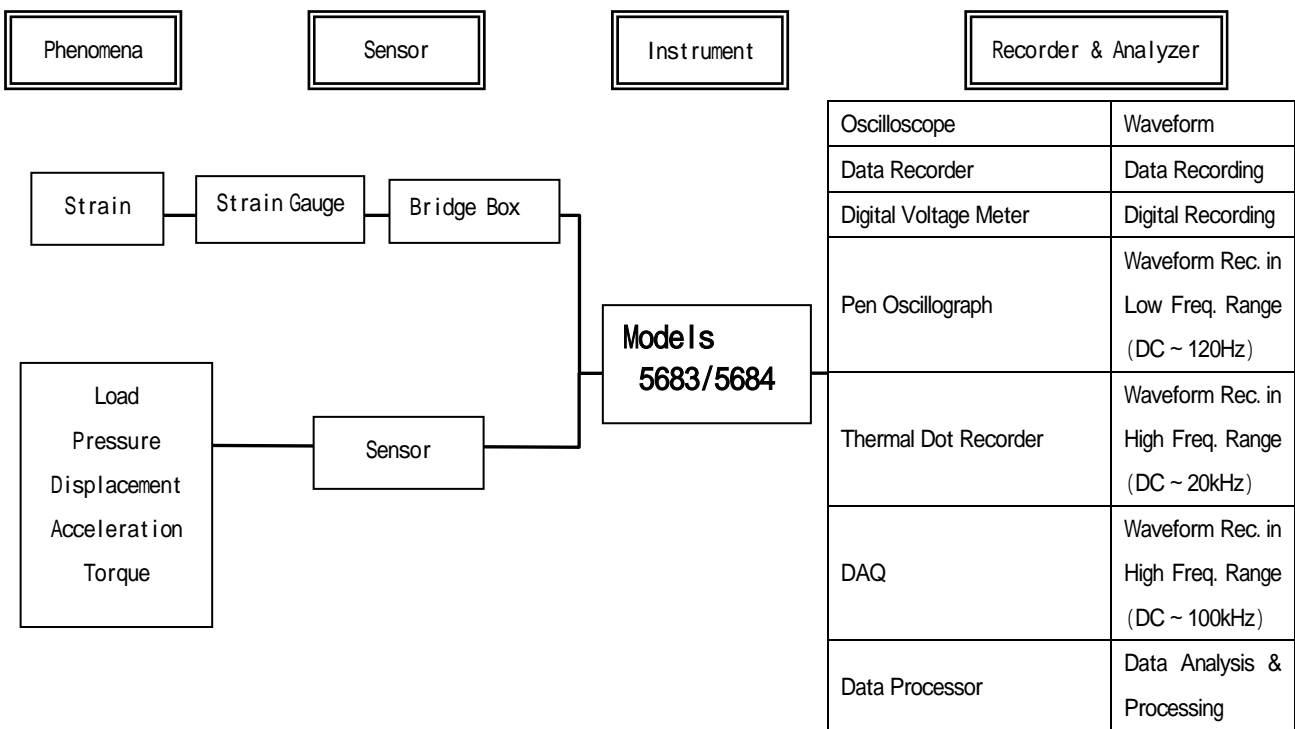 Phenomena
Sensor
Instrument
Recorder & Analyzer
Strain
Strain Gauge
Bridge Box
Load
Pressure
Displacement
Acceleration
Torque
Sensor
Models
5683/5684
Oscilloscope
Waveform
Data Recorder
Data Recording
Digital Voltage Meter
Digital Recording
Pen Oscillograph
Waveform Rec. in
Low Freq. Range
(DC ~ 120Hz)
Thermal Dot Recorder
Waveform Rec. in
High Freq. Range
(DC ~ 20kHz)
DAQ
Waveform Rec. in
High Freq. Range
(DC ~ 100kHz)
Data Processor
Data Analysis &
Processing